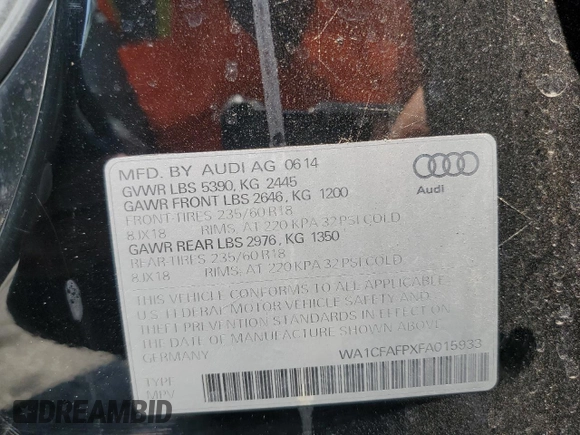 MFD. BY AUDI AG 0614
GVWR LBS 5390, KG 2445
GAWR FRONT LBS 2646, KG 1200
FRONT-TIRES 235/60 R18
8JX18 RIMS, AT 220 KPA 32 PSI COLD
GAWR REAR LBS 2976, KG 1350
REAR-TIRES 235/60 R18
8JX18 RIMS, AT 220 KPA 32 PSI COLD
THIS VEHICLE CONFORMS TO ALL APPLICABLE
U.S. FEDERAL MOTOR VEHICLE SAFETY AND
THEFT PREVENTION STANDARDS IN EFFECT ON
THE DATE OF MANUFACTURE SHOWN ABOVE.
GERMANY
WA1CFAFPXFA015933
TYPE
MPV
Audi
DREAMBID